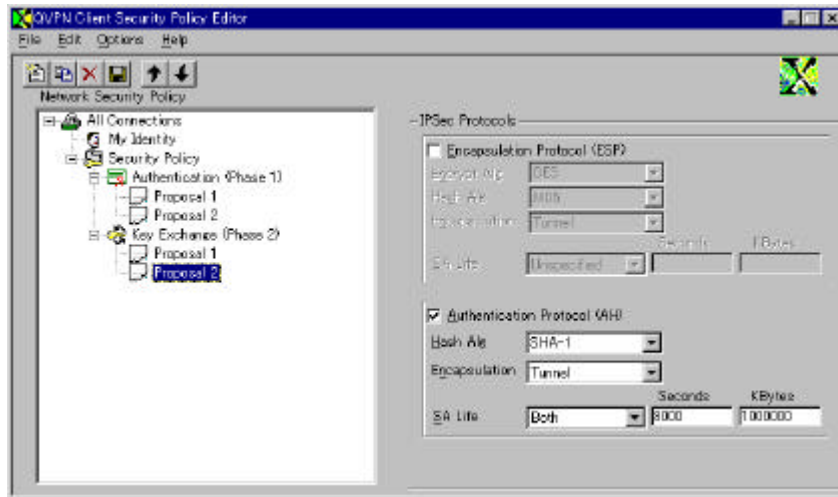 QVPN Client Security Policy Editor
File Edit Options Help
Network Security Policy
All Connections
My Identity
Security Policy
Authentication (Phase 1)
Proposal 1
Proposal 2
Key Exchange (Phase 2)
Proposal 1
Proposal 2
IPSec Protocols
Encapsulation Protocol (ESP)
Encrypt Alg DES
Hash Alg MD5
Encapsulation Tunnel
Seconds KBytes
SA Life Unspecified
Authentication Protocol (AH)
Hash Alg SHA-1
Encapsulation Tunnel
Seconds KBytes
SA Life Both 1000000